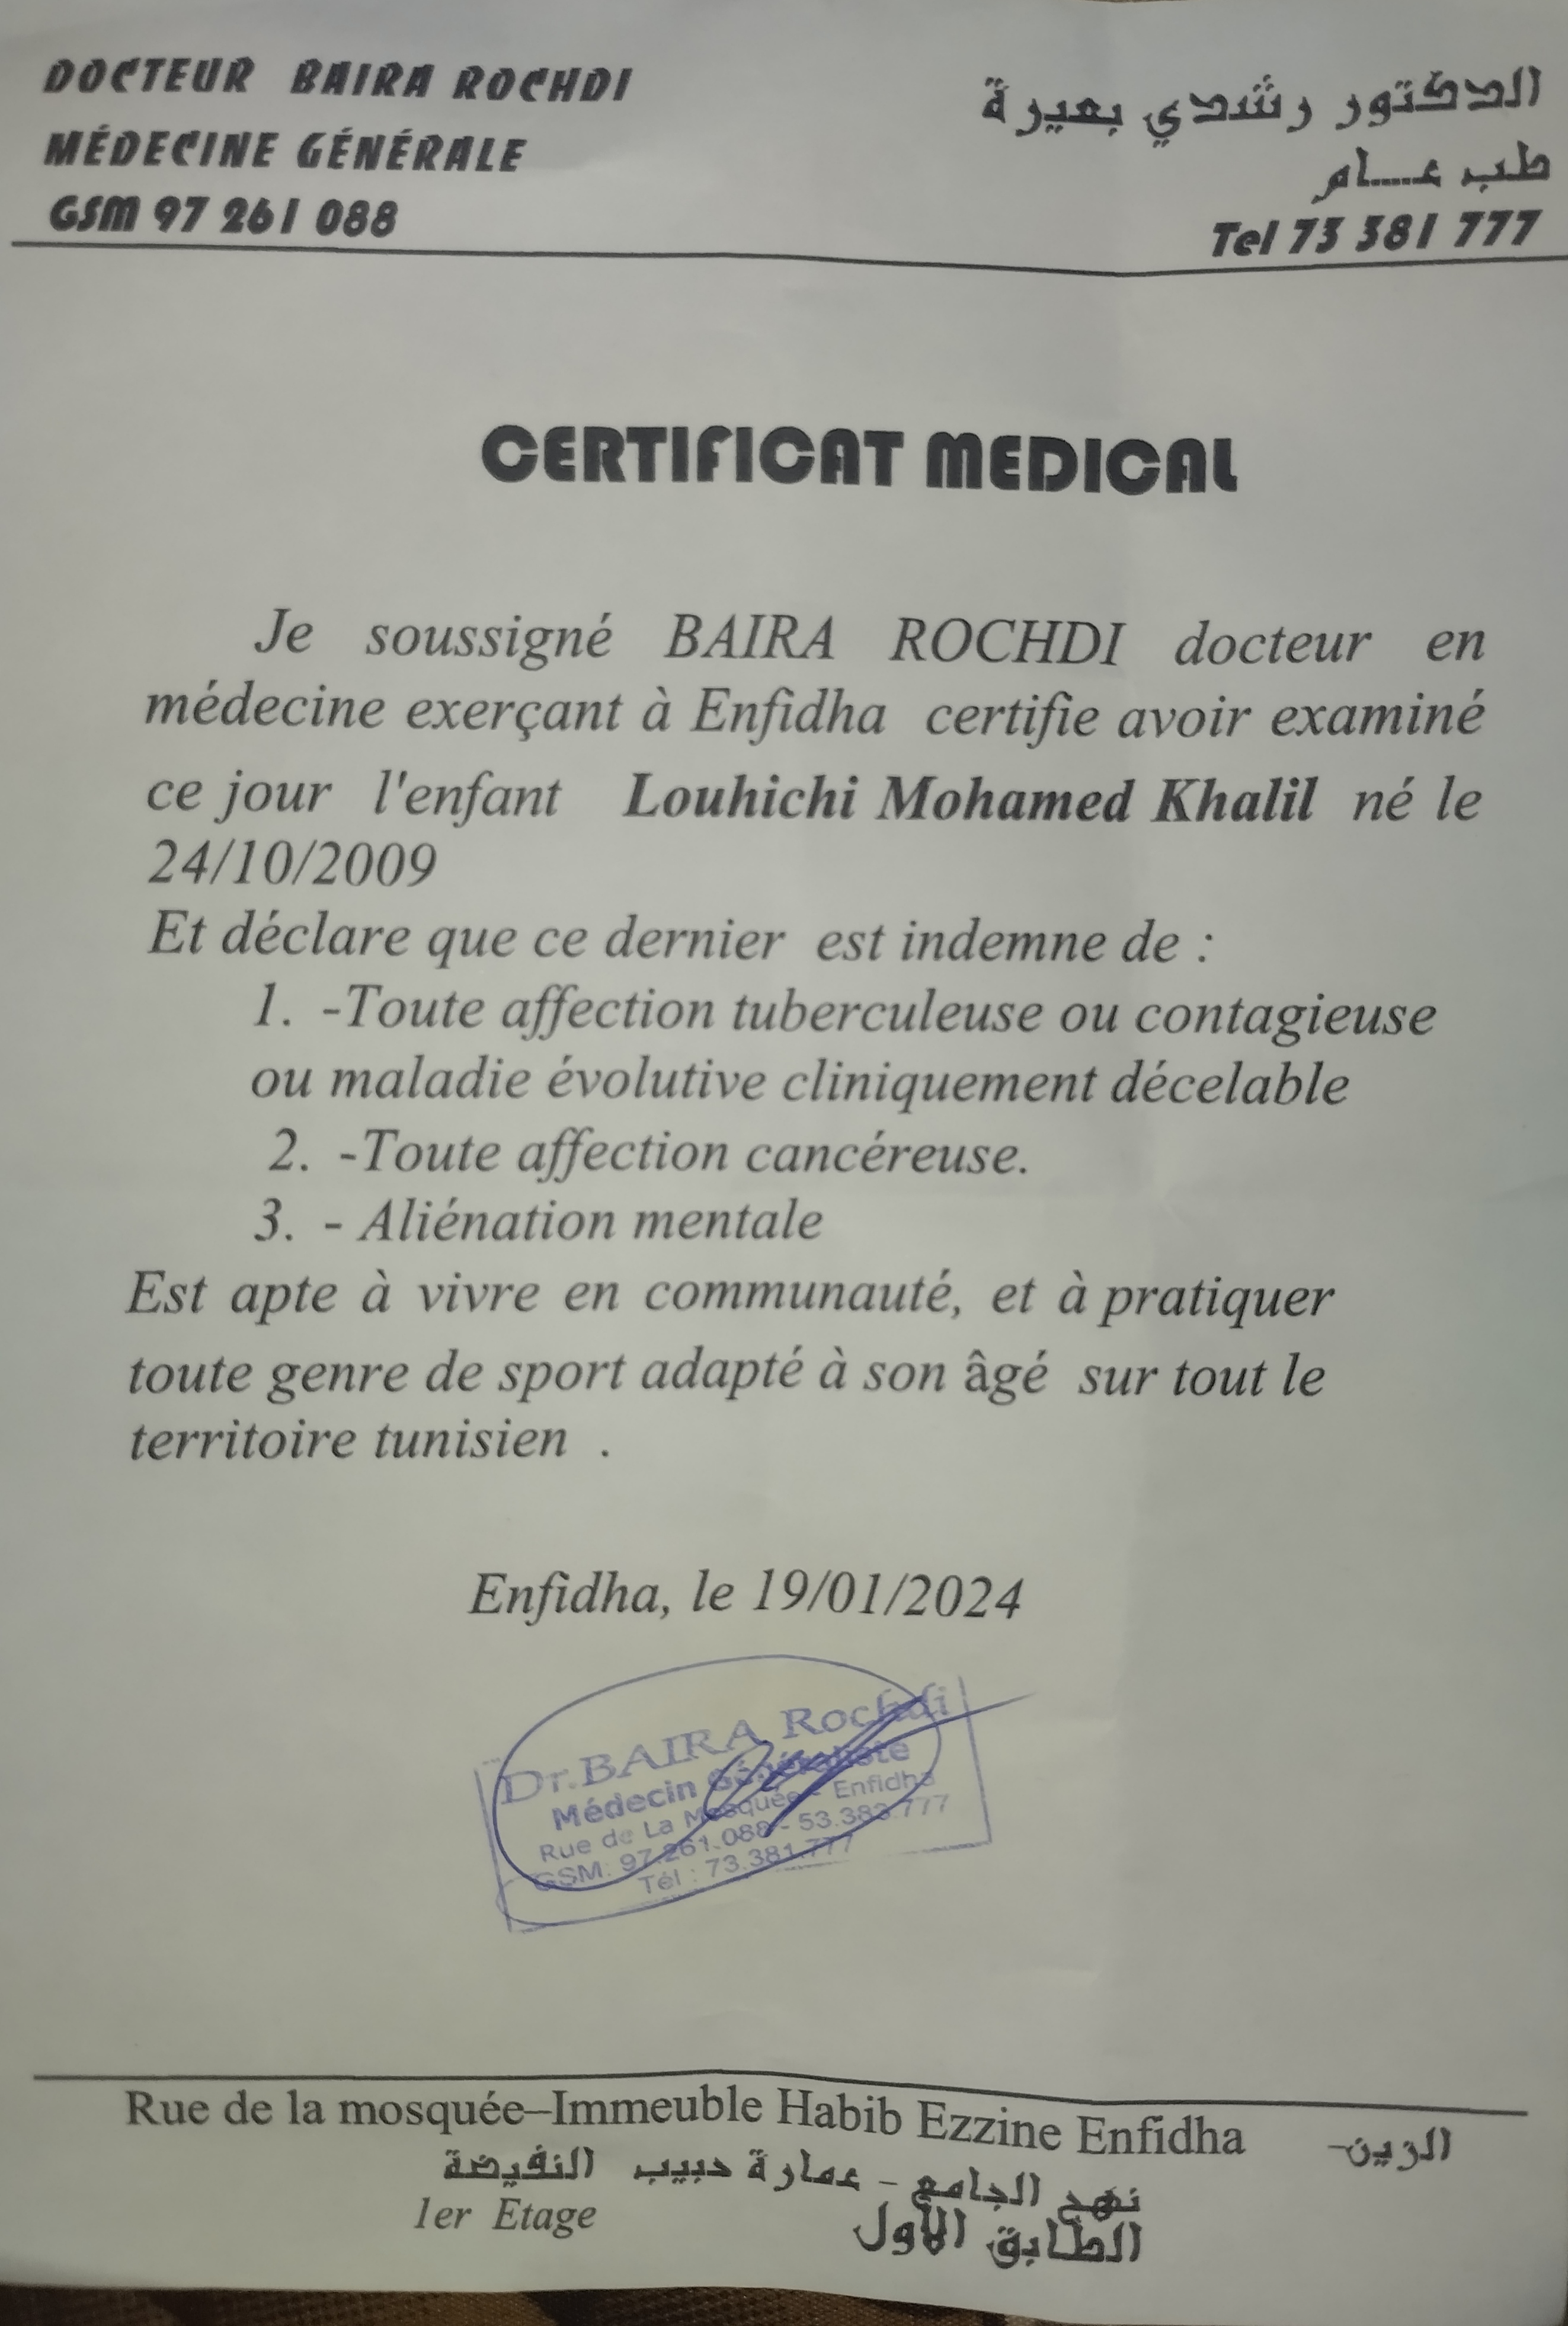 DOCTEUR BAIRA ROCHDI
MÉDECINE GÉNÉRALE
GSM 97 261 088
الدكتور رشدي بعيرة
طب عـــام
Tel 73 381 777
CERTIFICAT MEDICAL
Je soussigné BAIRA ROCHDI docteur en
médecine exerçant à Enfidha certifie avoir examiné
ce jour l'enfant Louhichi Mohamed Khalil né le
24/10/2009
Et déclare que ce dernier est indemne de :
1. -Toute affection tuberculeuse ou contagieuse
ou maladie évolutive cliniquement décelable
2. -Toute affection cancéreuse.
3. - Aliénation mentale
Est apte à vivre en communauté, et à pratiquer
toute genre de sport adapté à son âgé sur tout le
territoire tunisien .
Enfidha, le 19/01/2024
Dr.BAIRA Rochdi
Médecin Généraliste
Rue de La Mosquée - Enfidha
GSM: 97.261.088 - 53.383.777
Tél : 73.381.777
Rue de la mosquée–Immeuble Habib Ezzine Enfidha
الزين-
نهج الجامع - عمارة حبيب النفيضة
1er Etage
الطابق الأول